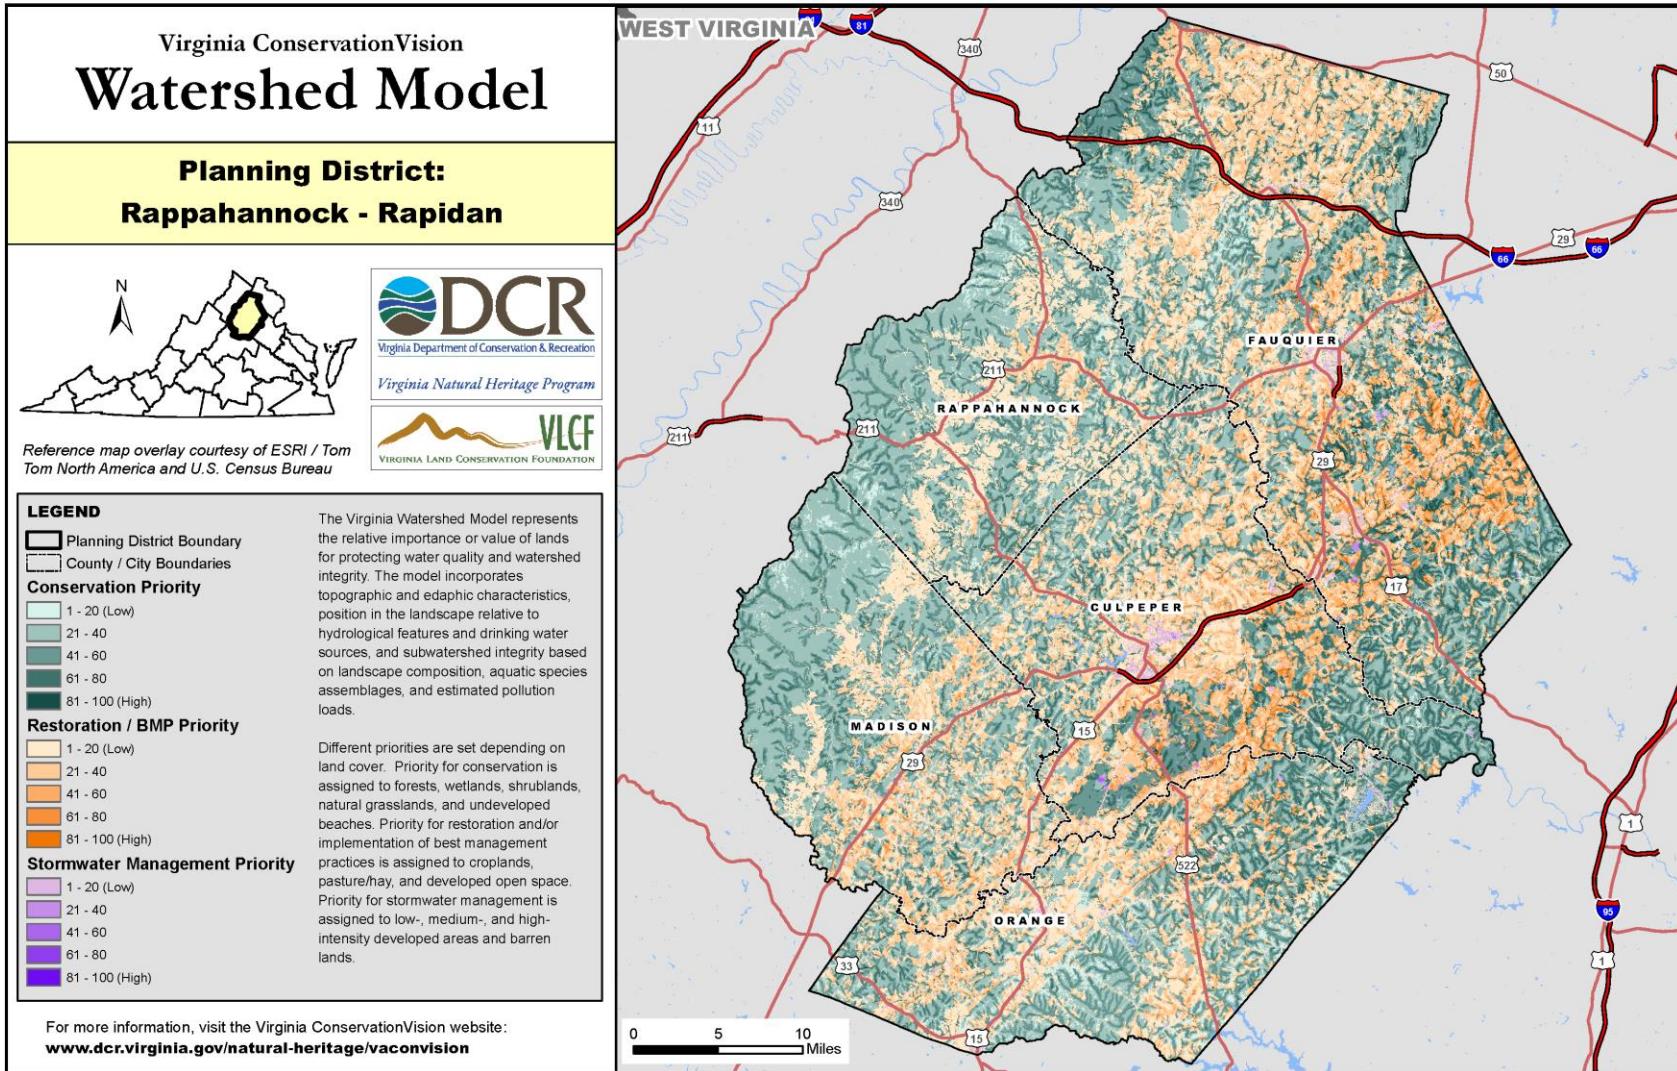 Virginia ConservationVision
Watershed Model
Planning District:
Rappahannock - Rapidan
N
DCR
Virginia Department of Conservation & Recreation
Virginia Natural Heritage Program
VLCF
VIRGINIA LAND CONSERVATION FOUNDATION
Reference map overlay courtesy of ESRI / Tom
Tom North America and U.S. Census Bureau
LEGEND
Planning District Boundary
County / City Boundaries
Conservation Priority
1 - 20 (Low)
21 - 40
41 - 60
61 - 80
81 - 100 (High)
Restoration / BMP Priority
1 - 20 (Low)
21 - 40
41 - 60
61 - 80
81 - 100 (High)
Stormwater Management Priority
1 - 20 (Low)
21 - 40
41 - 60
61 - 80
81 - 100 (High)
The Virginia Watershed Model represents
the relative importance or value of lands
for protecting water quality and watershed
integrity. The model incorporates
topographic and edaphic characteristics,
position in the landscape relative to
hydrological features and drinking water
sources, and subwatershed integrity based
on landscape composition, aquatic species
assemblages, and estimated pollution
loads.
Different priorities are set depending on
land cover. Priority for conservation is
assigned to forests, wetlands, shrublands,
natural grasslands, and undeveloped
beaches. Priority for restoration and/or
implementation of best management
practices is assigned to croplands,
pasture/hay, and developed open space.
Priority for stormwater management is
assigned to low-, medium-, and high-
intensity developed areas and barren
lands.
For more information, visit the Virginia ConservationVision website:
www.dcr.virginia.gov/natural-heritage/vaconvision
WEST VIRGINIA
81
340
50
11
340
29
66
66
FAUQUIER
211
RAPPAHANNOCK
211
211
29
17
CULPEPER
MADISON
15
29
1
522
95
ORANGE
33
1
15
0 5 10
Miles